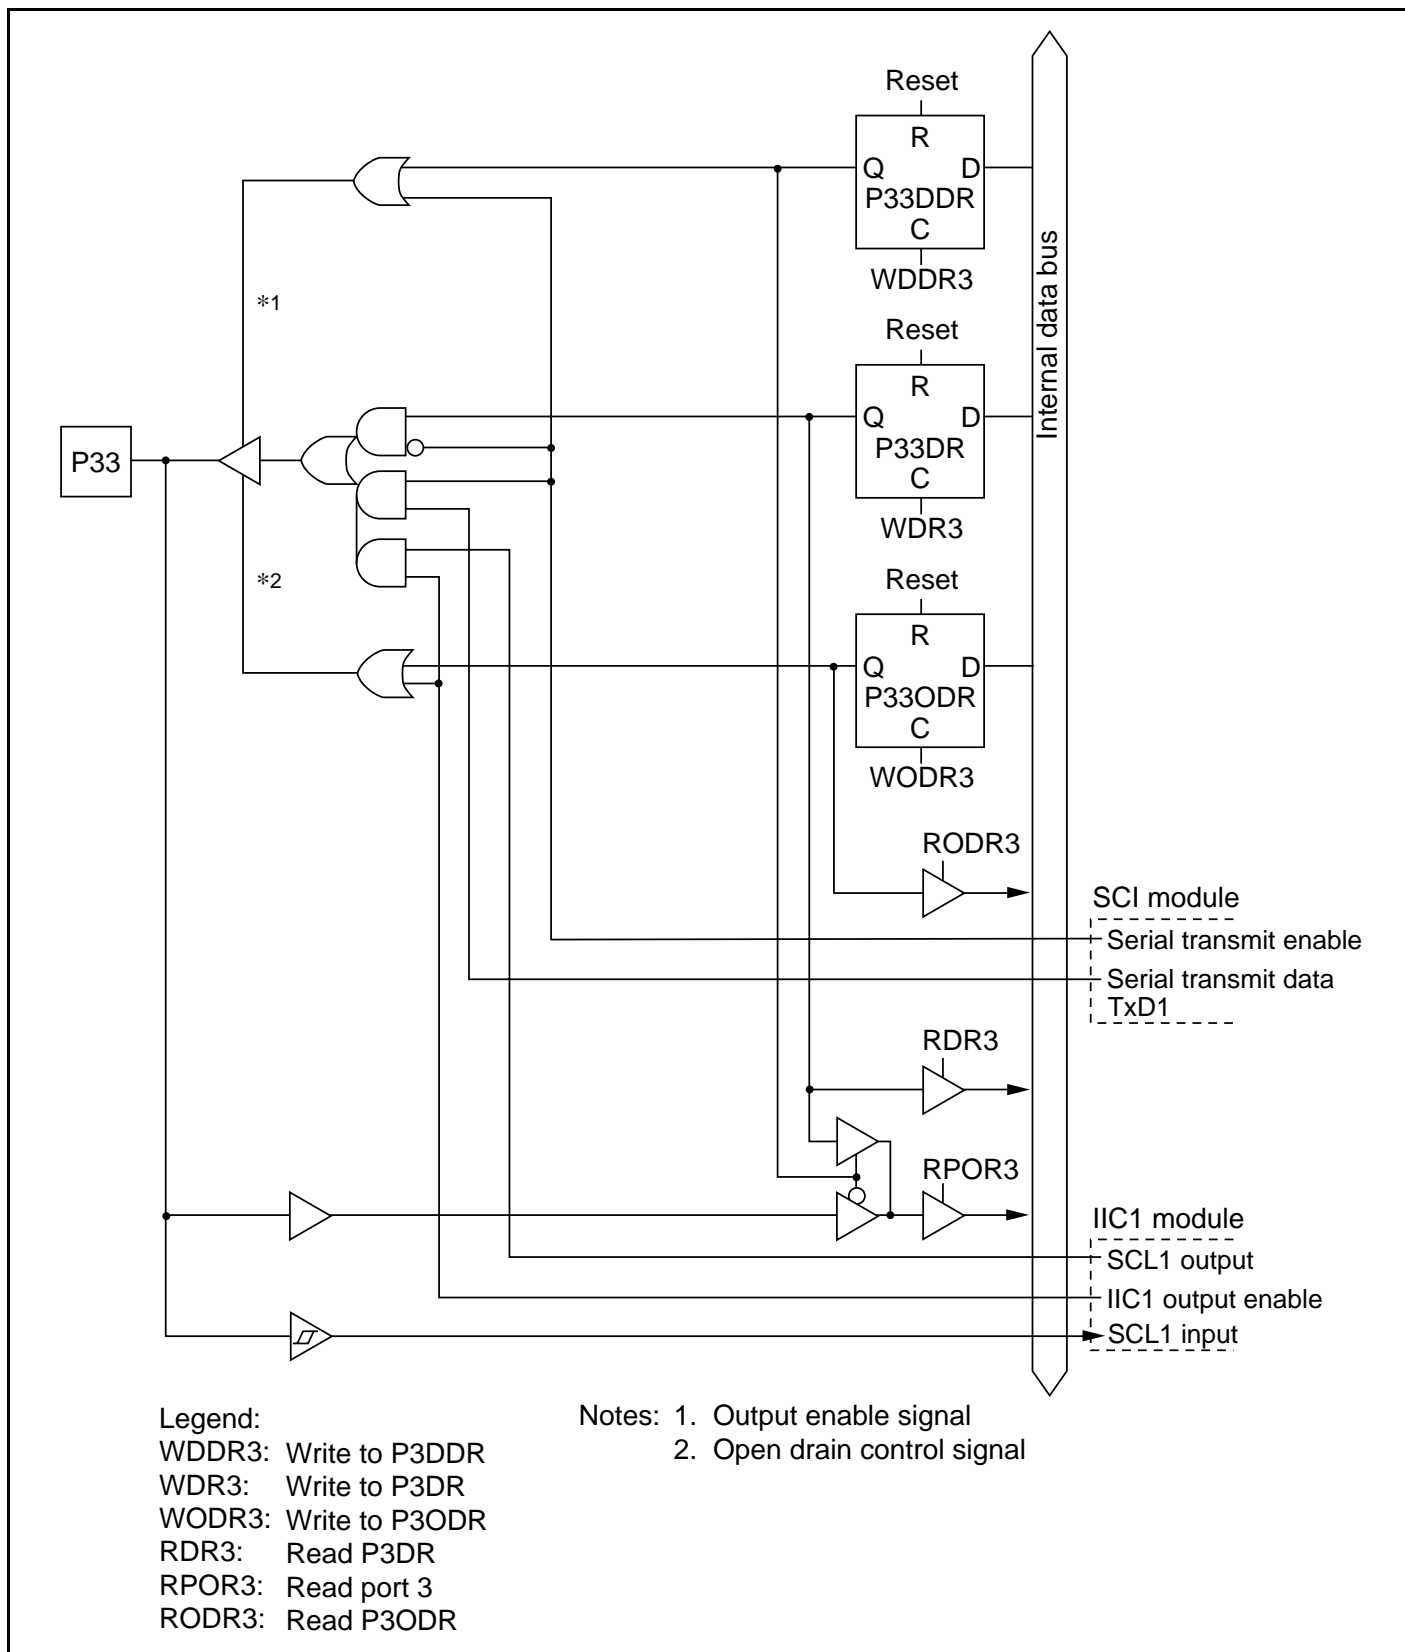 Reset
R
Q D
P33DDR
C
WDDR3
Internal data bus
*1
Reset
R
Q D
P33DR
C
WDR3
P33
*2
Reset
R
Q D
P33ODR
C
WODR3
RODR3
SCI module
Serial transmit enable
Serial transmit data
TxD1
RDR3
RPOR3
IIC1 module
SCL1 output
IIC1 output enable
SCL1 input
Legend:
WDDR3: Write to P3DDR
WDR3: Write to P3DR
WODR3: Write to P3ODR
RDR3: Read P3DR
RPOR3: Read port 3
RODR3: Read P3ODR
Notes: 1. Output enable signal
2. Open drain control signal